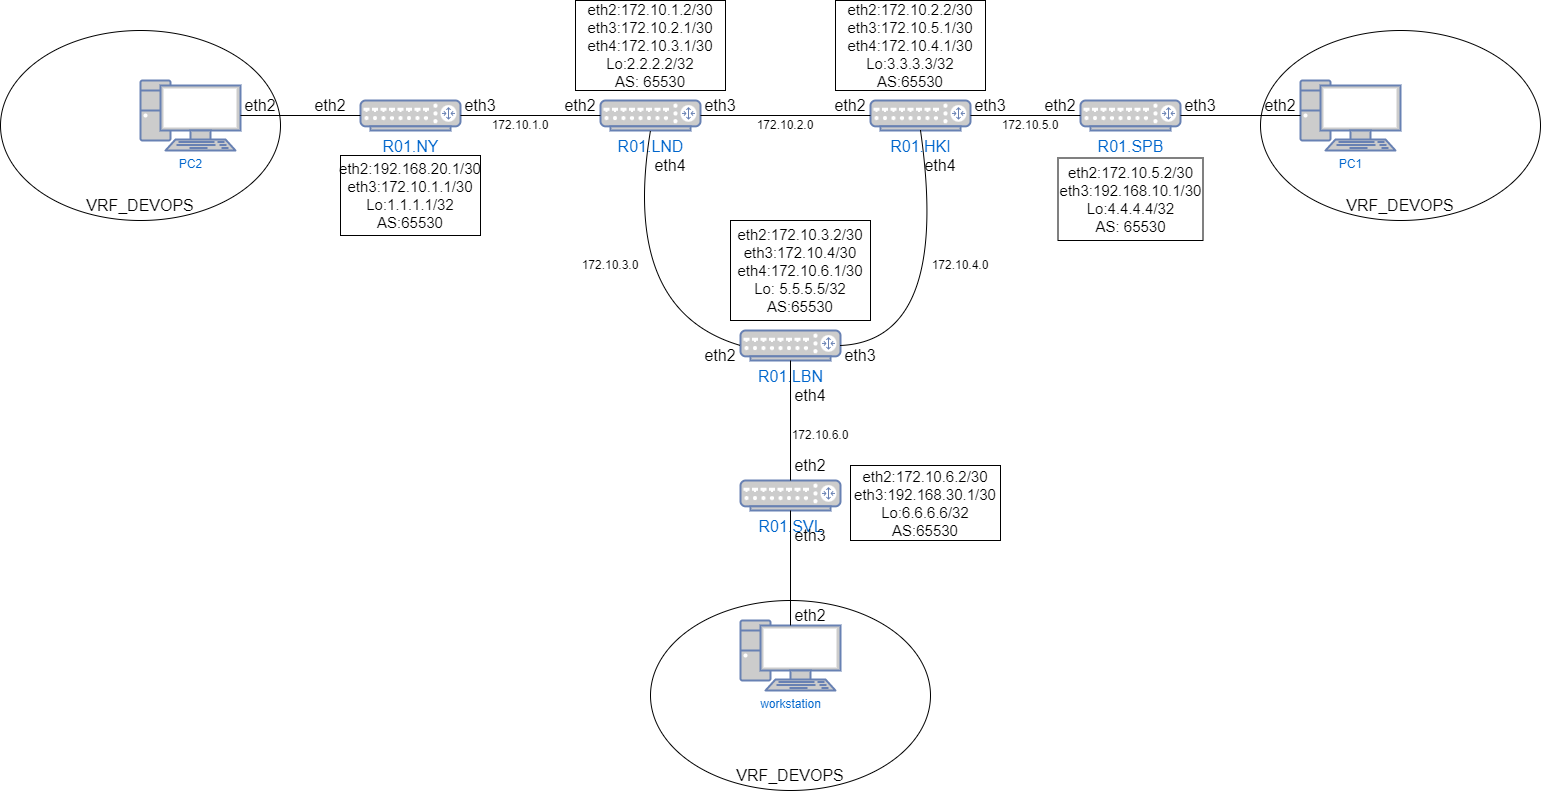 eth2:172.10.1.2/30
eth3:172.10.2.1/30
eth4:172.10.3.1/30
Lo:2.2.2.2/32
AS: 65530
eth2:172.10.2.2/30
eth3:172.10.5.1/30
eth4:172.10.4.1/30
Lo:3.3.3.3/32
AS:65530
eth2
eth2
eth3
eth2
eth3
eth2
eth3
eth2
eth3
eth2
172.10.1.0
172.10.2.0
172.10.5.0
PC2
R01.NY
R01.LND
R01.HKI
R01.SPB
PC1
eth4
eth4
VRF_DEVOPS
eth2:192.168.20.1/30
eth3:172.10.1.1/30
Lo:1.1.1.1/32
AS:65530
eth2:172.10.5.2/30
eth3:192.168.10.1/30
Lo:4.4.4.4/32
AS: 65530
VRF_DEVOPS
172.10.3.0
eth2:172.10.3.2/30
eth3:172.10.4/30
eth4:172.10.6.1/30
Lo: 5.5.5.5/32
AS:65530
172.10.4.0
eth2
eth3
R01.LBN
eth4
172.10.6.0
eth2
R01.SVL
eth3
eth2:172.10.6.2/30
eth3:192.168.30.1/30
Lo:6.6.6.6/32
AS:65530
eth2
workstation
VRF_DEVOPS